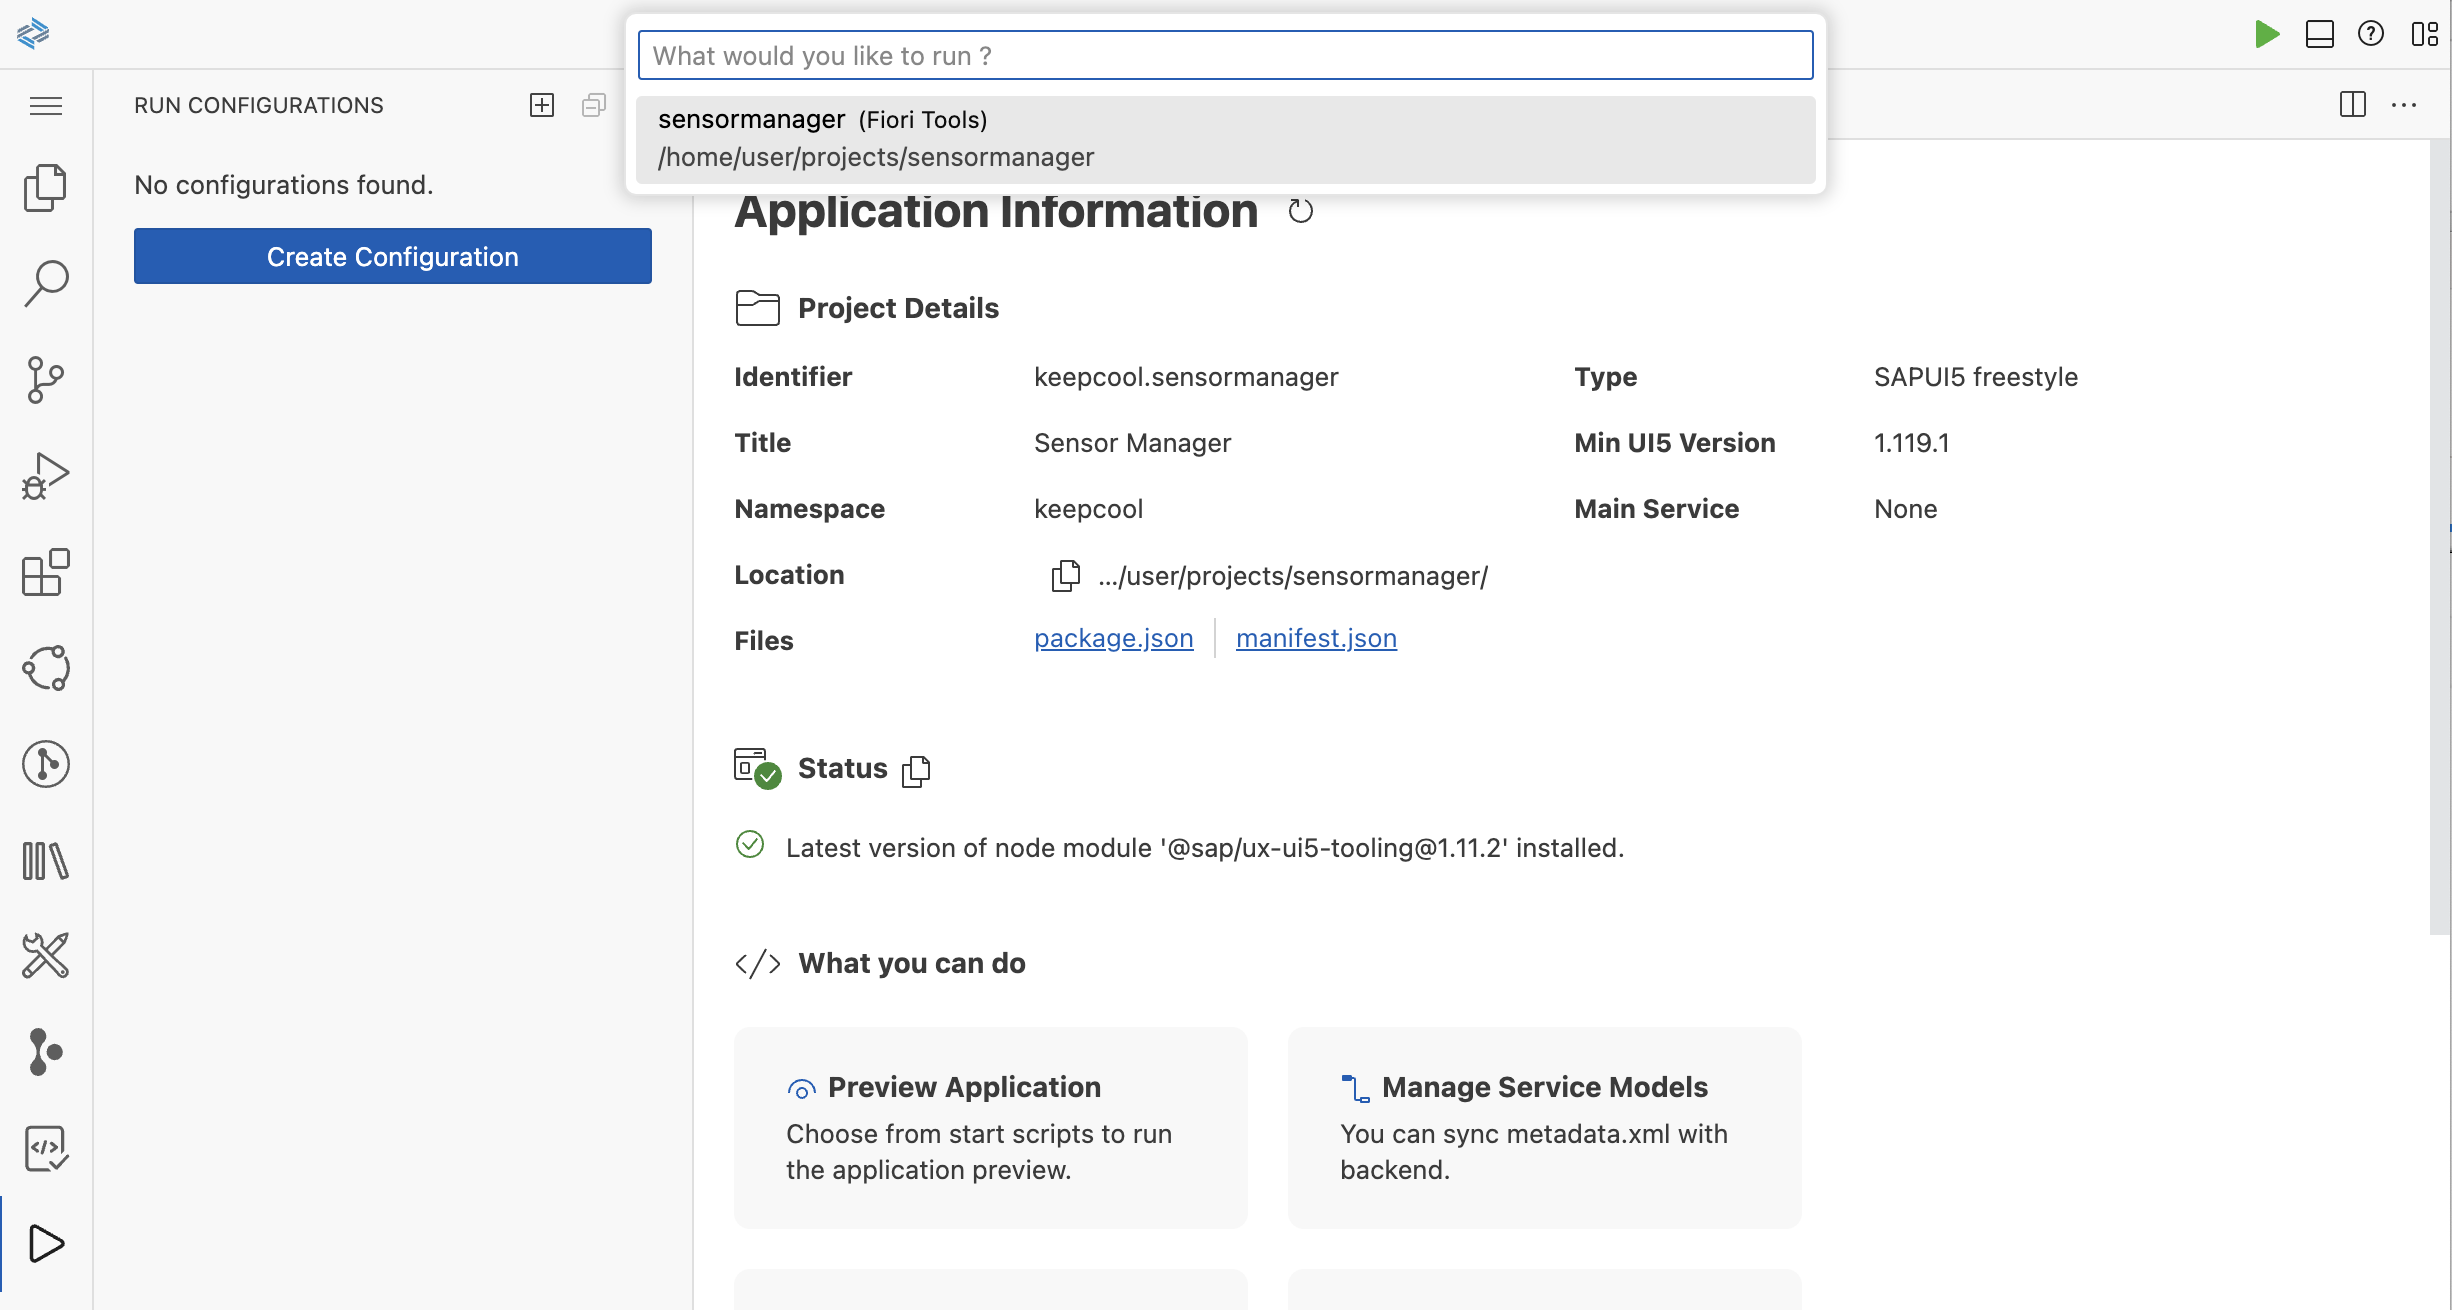 What would you like to run ?
sensormanager (Fiori Tools)
/home/user/projects/sensormanager
RUN CONFIGURATIONS
No configurations found.
Create Configuration
Application Information
Project Details
Identifier keepcool.sensormanager Type SAPUI5 freestyle
Title Sensor Manager Min UI5 Version 1.119.1
Namespace keepcool Main Service None
Location .../user/projects/sensormanager/
Files package.json manifest.json
Status
Latest version of node module '@sap/ux-ui5-tooling@1.11.2' installed.
What you can do
Preview Application
Choose from start scripts to run
the application preview.
Manage Service Models
You can sync metadata.xml with
backend.